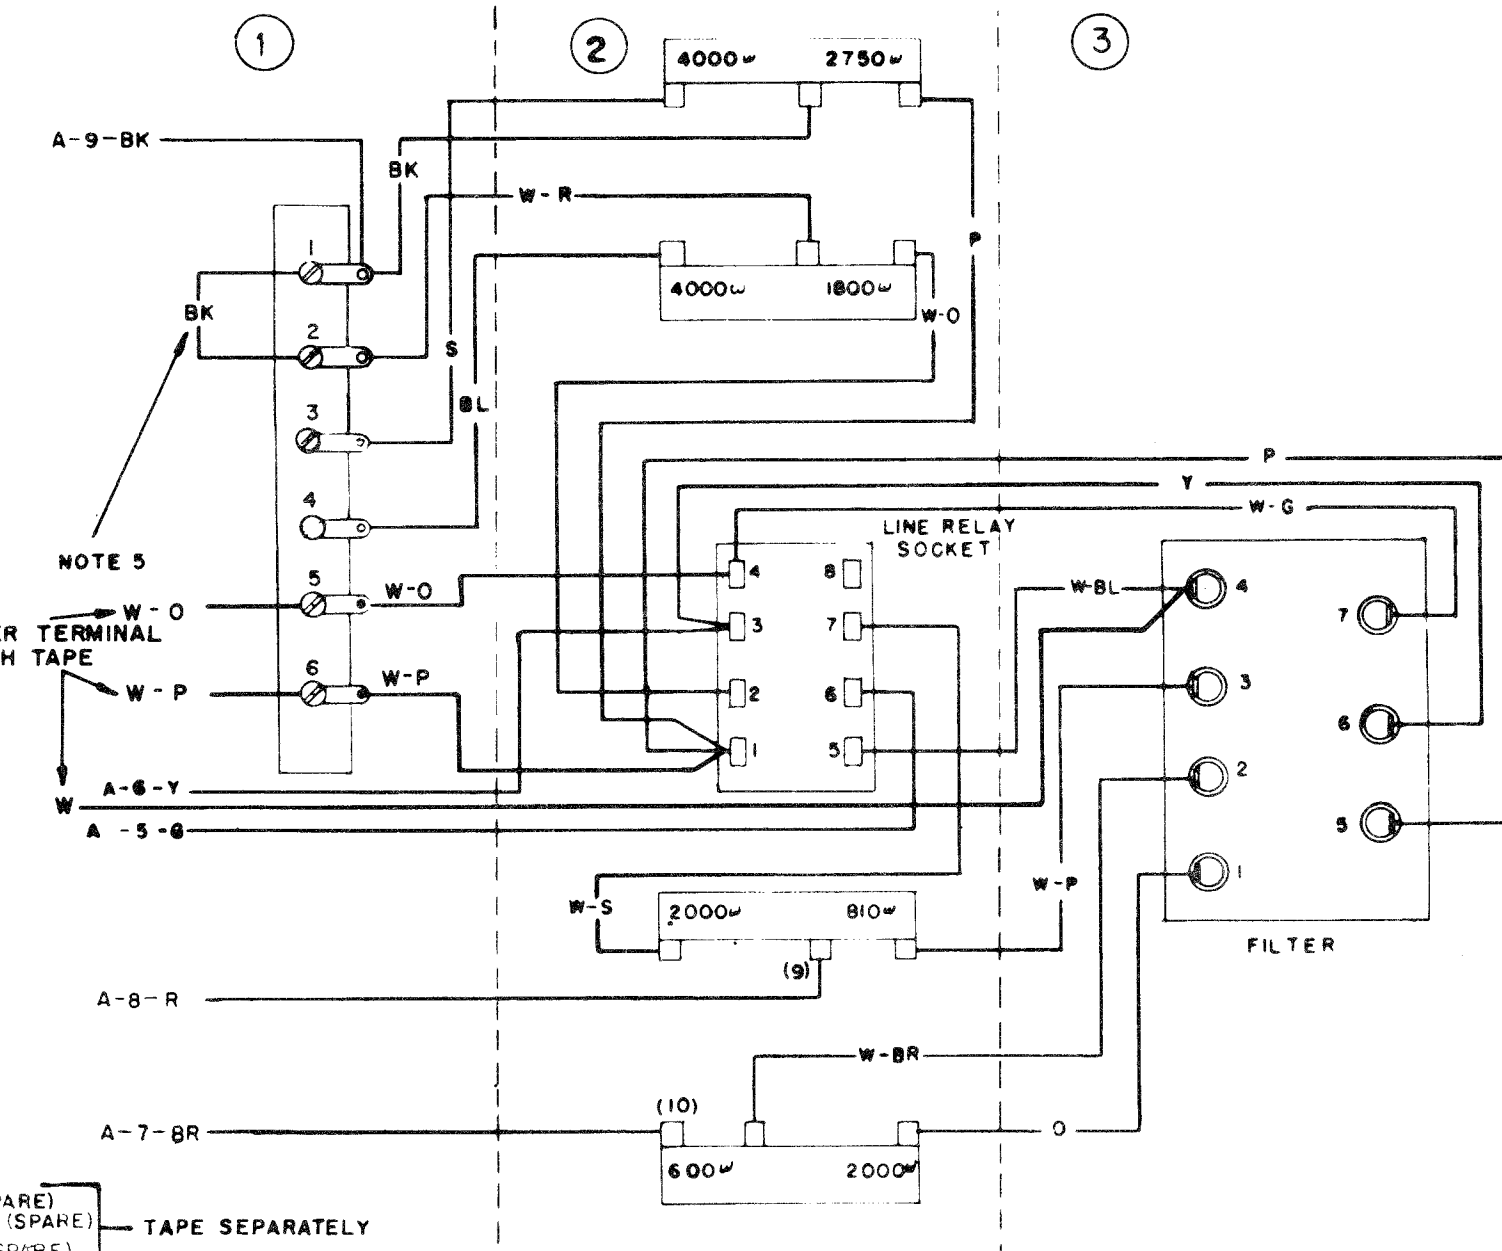 1
2
3
4000ω 2750ω
A-9-BK
BK
W-R
P
1
4000ω 1800ω
BK
W-O
2
S
BL
3
P
Y
4
W-G
LINE RELAY
SOCKET
NOTE 5
5
W-O
4 8
W-BL
4
W-O
7
ER TERMINAL
H TAPE
3 7
6
W-P
W-P
2 6
3
6
1 5
2
A-6-Y
W
A -5-G
5
1
W-P
W-S
2000ω 810ω
FILTER
(9)
A-8-R
W-BR
(10)
A-7-BR
O
600ω 2000ω
PARE)
(SPARE)
TAPE SEPARATELY
SPARE)